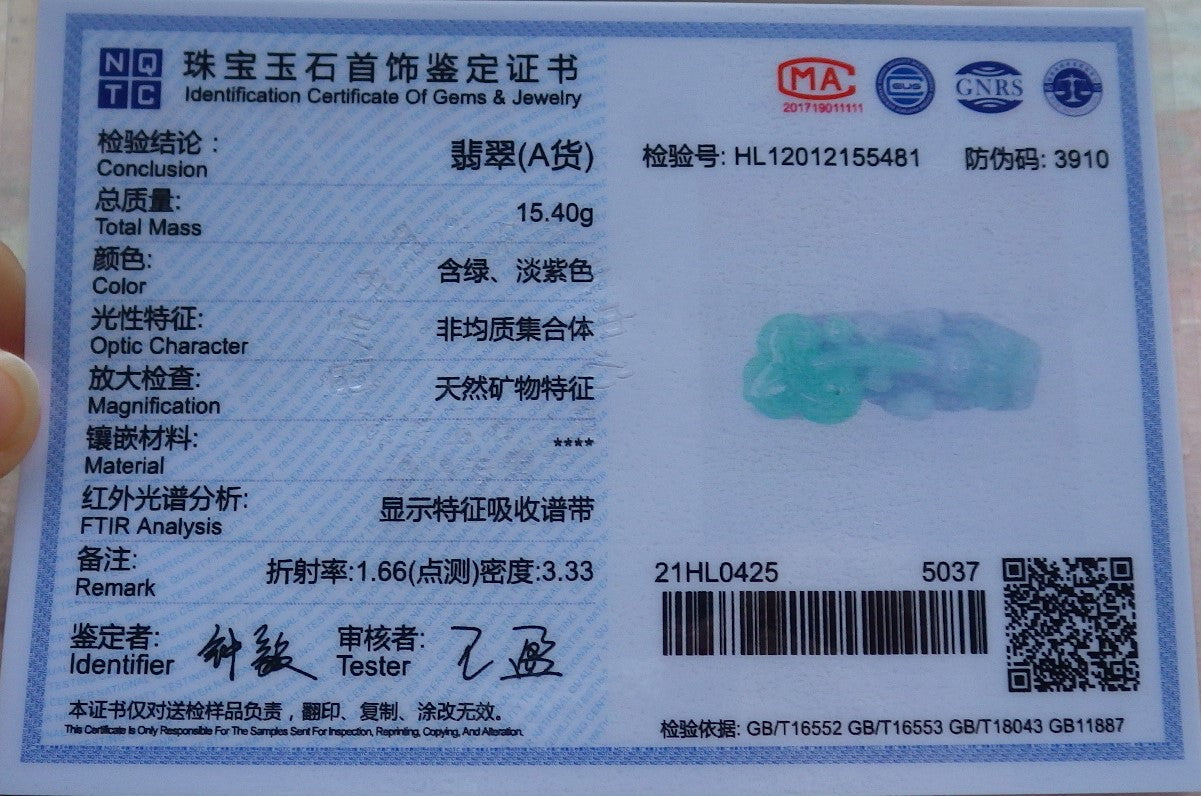 NQ
TC
珠宝玉石首饰鉴定证书
Identification Certificate Of Gems & Jewelry
MA
201719011111
GUS
GNRS
检验结论：
Conclusion
翡翠(A货)
检验号: HL12012155481 防伪码: 3910
总质量:
Total Mass
15.40g
颜色:
Color
含绿、淡紫色
光性特征:
Optic Character
非均质集合体
放大检查:
Magnification
天然矿物特征
镶嵌材料:
Material
****
红外光谱分析:
FTIR Analysis
显示特征吸收谱带
备注:
Remark
折射率:1.66(点测)密度:3.33
21HL0425 5037
鉴定者:
Identifier
审核者:
Tester
本证书仅对送检样品负责，翻印、复制、涂改无效。
This Certificate Is Only Responsible For The Samples Sent For Inspection, Reprinting, Copying, And Alteration.
检验依据: GB/T16552 GB/T16553 GB/T18043 GB11887